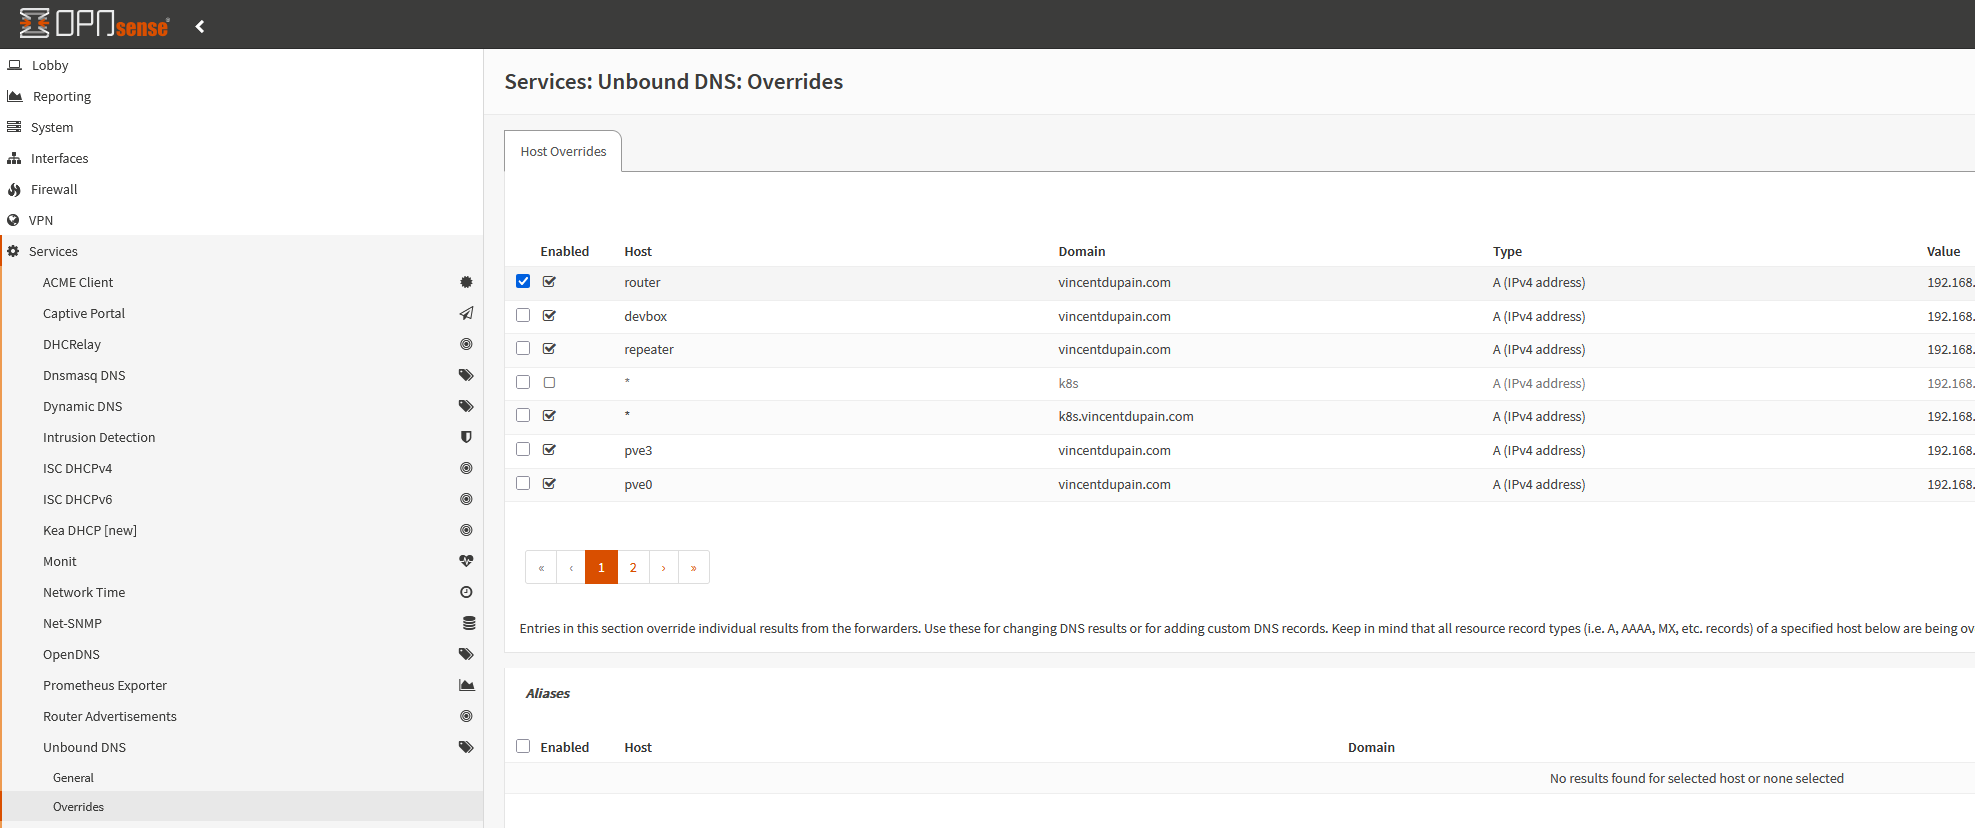 OPNsense®
Lobby
Reporting
System
Interfaces
Firewall
VPN
Services
ACME Client
Captive Portal
DHCRelay
Dnsmasq DNS
Dynamic DNS
Intrusion Detection
ISC DHCPv4
ISC DHCPv6
Kea DHCP [new]
Monit
Network Time
Net-SNMP
OpenDNS
Prometheus Exporter
Router Advertisements
Unbound DNS
General
Overrides
Services: Unbound DNS: Overrides
Host Overrides
Enabled Host Domain Type Value
router vincentdupain.com A (IPv4 address) 192.168.
devbox vincentdupain.com A (IPv4 address) 192.168.
repeater vincentdupain.com A (IPv4 address) 192.168.
* k8s A (IPv4 address) 192.168.
* k8s.vincentdupain.com A (IPv4 address) 192.168.
pve3 vincentdupain.com A (IPv4 address) 192.168.
pve0 vincentdupain.com A (IPv4 address) 192.168.
« ‹ 1 2 › »
Entries in this section override individual results from the forwarders. Use these for changing DNS results or for adding custom DNS records. Keep in mind that all resource record types (i.e. A, AAAA, MX, etc. records) of a specified host below are being ov
Aliases
Enabled Host Domain
No results found for selected host or none selected